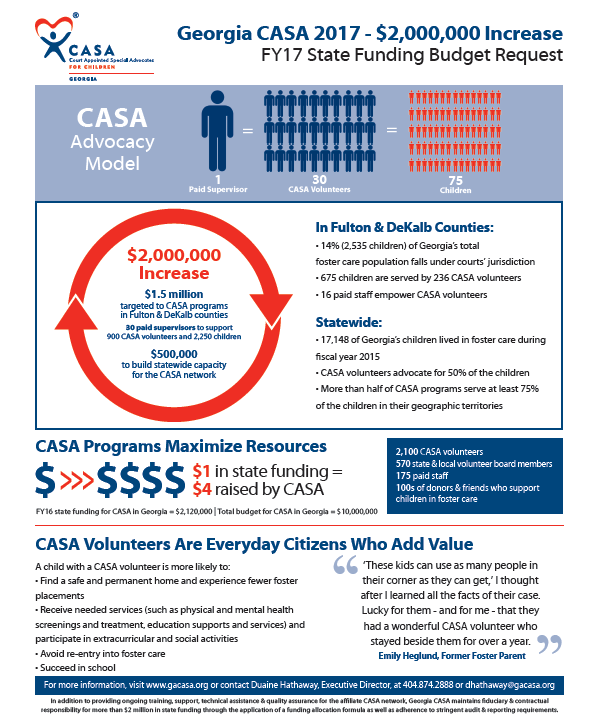 ®
CASA
Court Appointed Special Advocates
FOR CHILDREN
GEORGIA
Georgia CASA 2017 - $2,000,000 Increase
FY17 State Funding Budget Request
CASA
Advocacy
Model
=
=
1
Paid Supervisor
30
CASA Volunteers
75
Children
$2,000,000
Increase
$1.5 million
targeted to CASA programs
in Fulton & DeKalb counties
30 paid supervisors to support
900 CASA volunteers and 2,250 children
$500,000
to build statewide capacity
for the CASA network
In Fulton & DeKalb Counties:
• 14% (2,535 children) of Georgia's total
foster care population falls under courts' jurisdiction
• 675 children are served by 236 CASA volunteers
• 16 paid staff empower CASA volunteers
Statewide:
• 17,148 of Georgia's children lived in foster care during
fiscal year 2015
• CASA volunteers advocate for 50% of the children
• More than half of CASA programs serve at least 75%
of the children in their geographic territories
CASA Programs Maximize Resources
$ >>> $$$$
$1 in state funding =
$4 raised by CASA
FY16 state funding for CASA in Georgia = $2,120,000 | Total budget for CASA in Georgia = $10,000,000
2,100 CASA volunteers
570 state & local volunteer board members
175 paid staff
100s of donors & friends who support
children in foster care
CASA Volunteers Are Everyday Citizens Who Add Value
A child with a CASA volunteer is more likely to:
• Find a safe and permanent home and experience fewer foster
placements
• Receive needed services (such as physical and mental health
screenings and treatment, education supports and services) and
participate in extracurricular and social activities
• Avoid re-entry into foster care
• Succeed in school
“ 'These kids can use as many people in
their corner as they can get,' I thought
after I learned all the facts of their case.
Lucky for them - and for me - that they
had a wonderful CASA volunteer who
stayed beside them for over a year. ”
Emily Heglund, Former Foster Parent
For more information, visit www.gacasa.org or contact Duaine Hathaway, Executive Director, at 404.874.2888 or dhathaway@gacasa.org
In addition to providing ongoing training, support, technical assistance & quality assurance for the affiliate CASA network, Georgia CASA maintains fiduciary & contractual
responsibility for more than $2 million in state funding through the application of a funding allocation formula as well as adherence to stringent audit & reporting requirements.